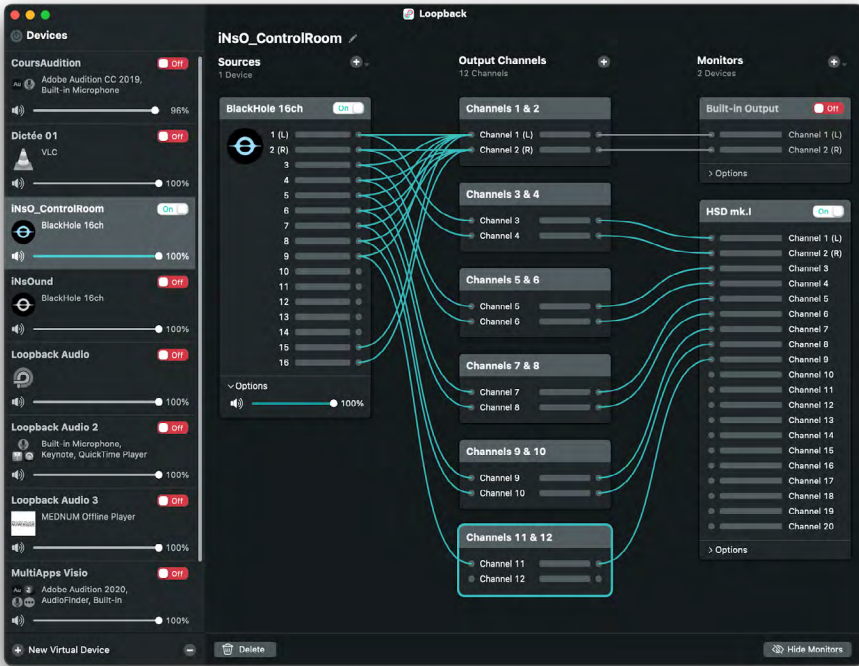 Loopback
Devices
CoursAudition
Off
Adobe Audition CC 2019,
Built-in Microphone
96%
Dictée 01
Off
VLC
100%
iNsO_ControlRoom
On
BlackHole 16ch
100%
iNsOund
Off
BlackHole 16ch
100%
Loopback Audio
Off
100%
Loopback Audio 2
Off
Built-in Microphone,
Keynote, QuickTime Player
100%
Loopback Audio 3
Off
MEDNUM Offline Player
100%
MultiApps Visio
Off
Adobe Audition 2020,
AudioFinder, Built-in
100%
New Virtual Device
iNsO_ControlRoom
Sources
1 Device
BlackHole 16ch
On
1 (L)
2 (R)
3
4
5
6
7
8
9
10
11
12
13
14
15
16
Options
100%
Output Channels
12 Channels
Channels 1 & 2
Channel 1 (L)
Channel 2 (R)
Channels 3 & 4
Channel 3
Channel 4
Channels 5 & 6
Channel 5
Channel 6
Channels 7 & 8
Channel 7
Channel 8
Channels 9 & 10
Channel 9
Channel 10
Channels 11 & 12
Channel 11
Channel 12
Monitors
2 Devices
Built-in Output
Off
Channel 1 (L)
Channel 2 (R)
Options
HSD mk.I
On
Channel 1 (L)
Channel 2 (R)
Channel 3
Channel 4
Channel 5
Channel 6
Channel 7
Channel 8
Channel 9
Channel 10
Channel 11
Channel 12
Channel 13
Channel 14
Channel 15
Channel 16
Channel 17
Channel 18
Channel 19
Channel 20
Options
Delete
Hide Monitors